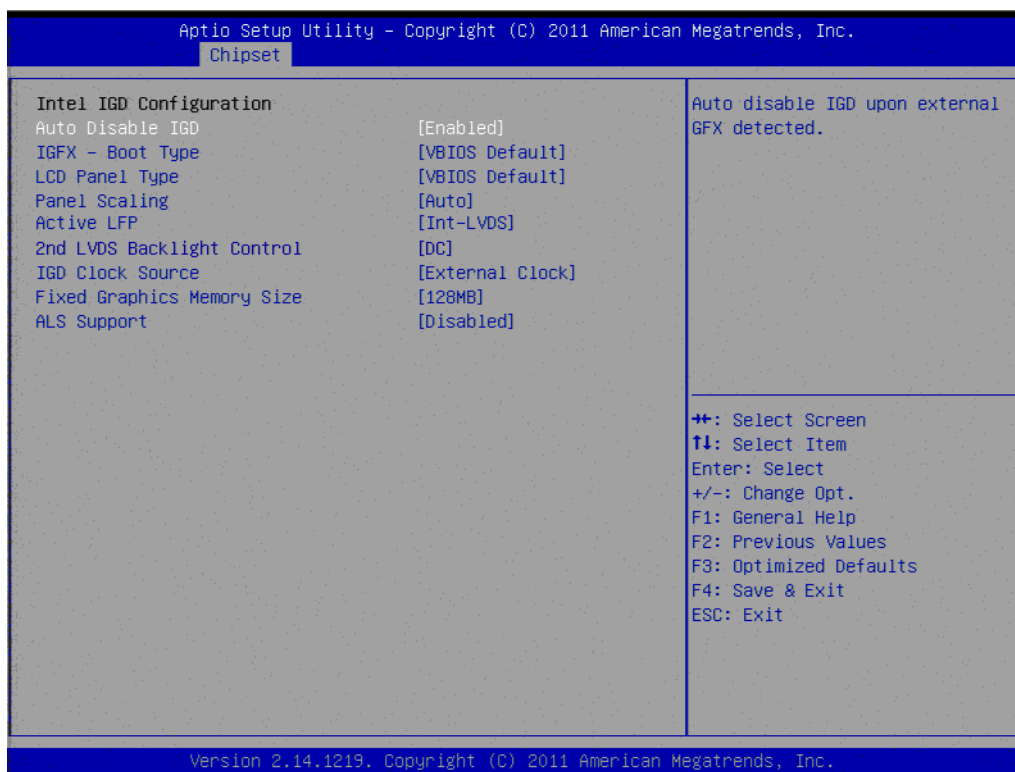 Aptio Setup Utility – Copyright (C) 2011 American Megatrends, Inc.
Chipset
Intel IGD Configuration
Auto Disable IGD [Enabled]
IGFX – Boot Type [VBIOS Default]
LCD Panel Type [VBIOS Default]
Panel Scaling [Auto]
Active LFP [Int-LVDS]
2nd LVDS Backlight Control [DC]
IGD Clock Source [External Clock]
Fixed Graphics Memory Size [128MB]
ALS Support [Disabled]
Auto disable IGD upon external
GFX detected.
→←: Select Screen
↑↓: Select Item
Enter: Select
+/-: Change Opt.
F1: General Help
F2: Previous Values
F3: Optimized Defaults
F4: Save & Exit
ESC: Exit
Version 2.14.1219. Copyright (C) 2011 American Megatrends, Inc.